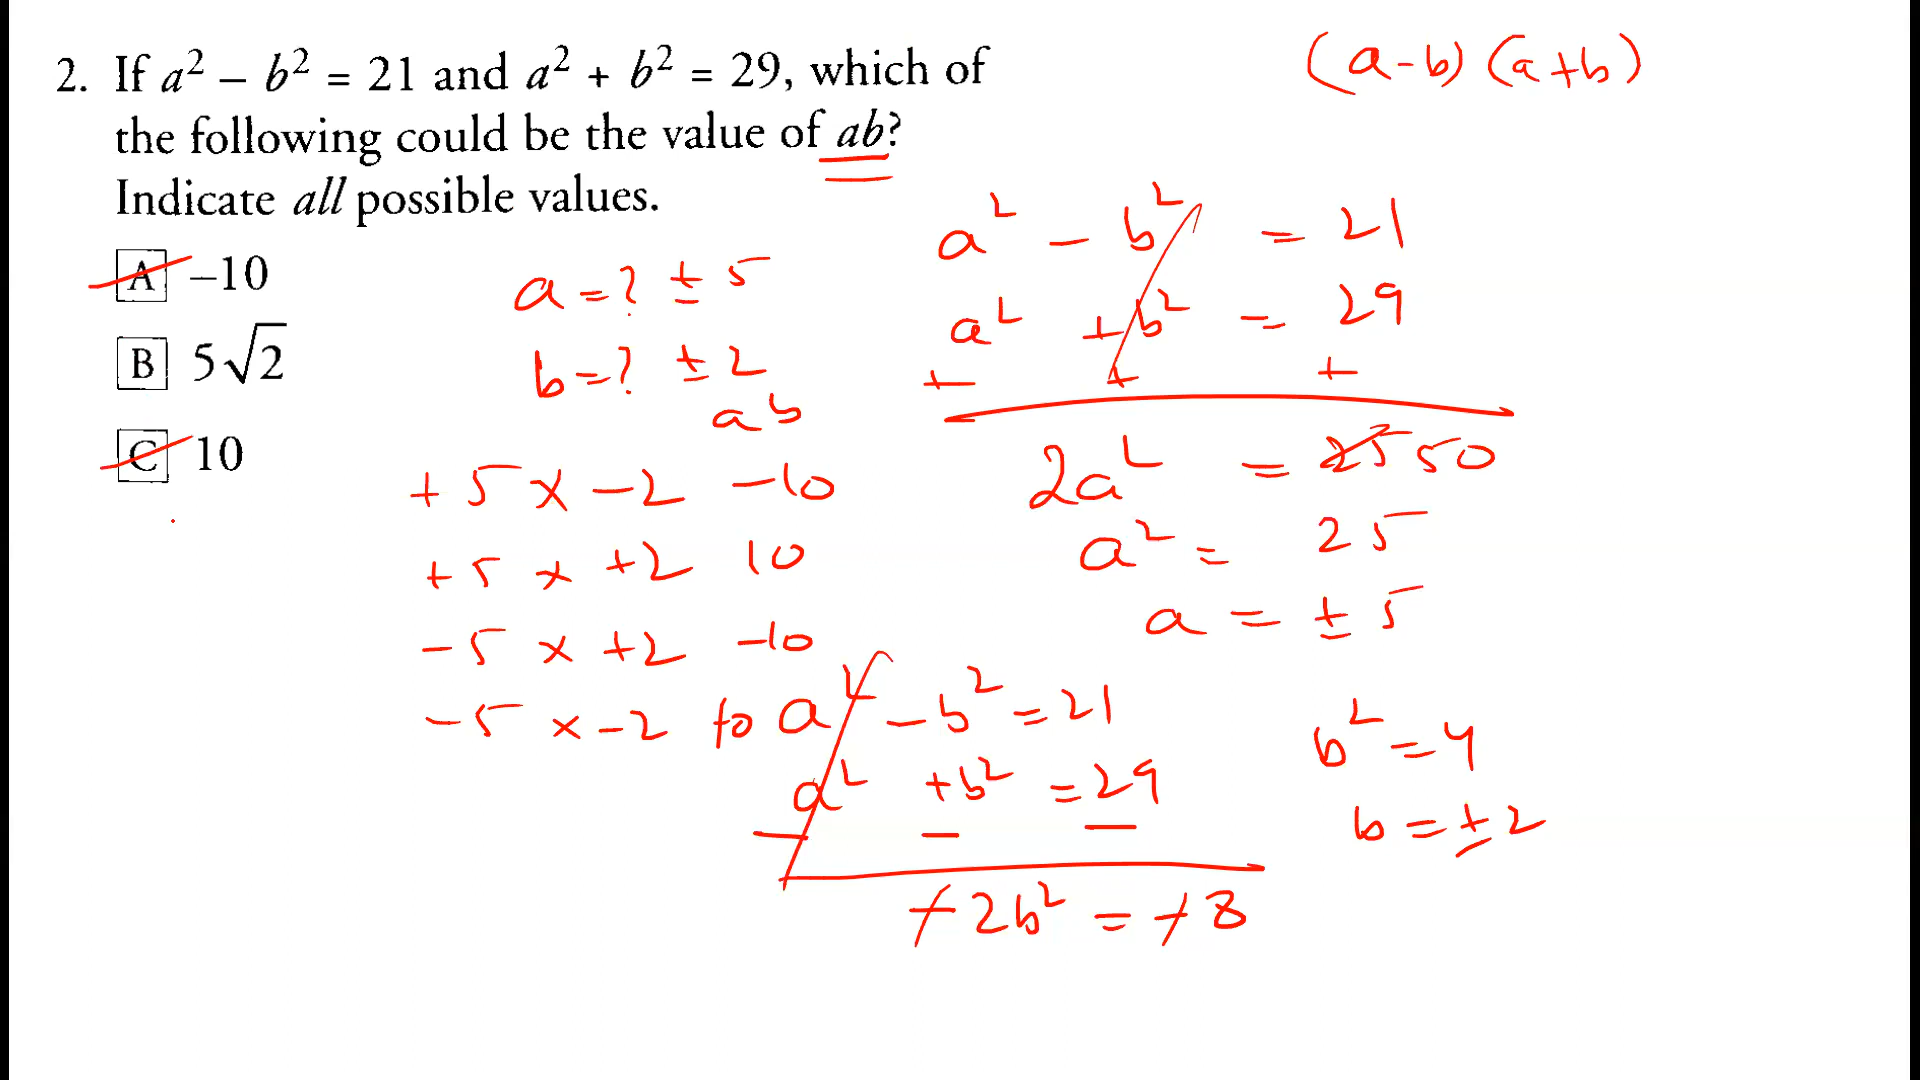 2. If a² – b² = 21 and a² + b² = 29, which of
the following could be the value of ab?
Indicate all possible values.
A –10
B 5√2
C 10
(a-b) (a+b)
a = ? ± 5
b = ? ± 2
ab
+5 x -2 -10
+5 x +2 10
-5 x +2 -10
-5 x -2 to
a² - b² = 21
a² + b² = 29
+ + +
2a² = 25 50
a² = 25
a = ± 5
a² - b² = 21
a² + b² = 29
- - -
-2b² = -8
b² = 4
b = ±2